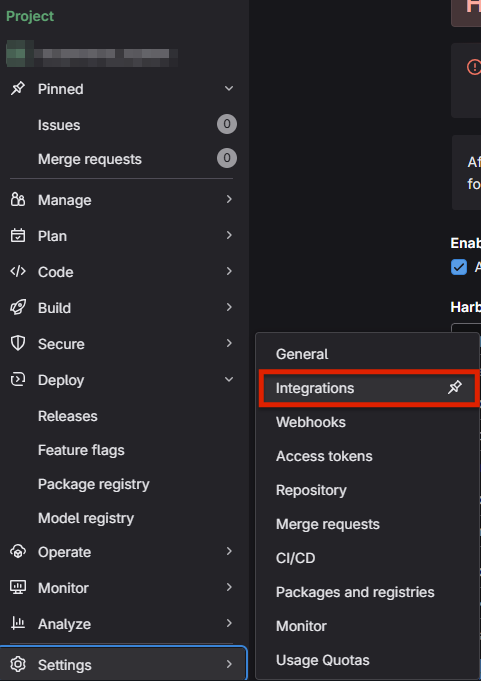 Project
Pinned
Issues 0
Merge requests 0
Manage
Plan
Code
Build
Secure
Deploy
Releases
Feature flags
Package registry
Model registry
Operate
Monitor
Analyze
Settings
H
Af
fo
Enab
A
Harb
General
Integrations
Webhooks
Access tokens
Repository
Merge requests
CI/CD
Packages and registries
Monitor
Usage Quotas